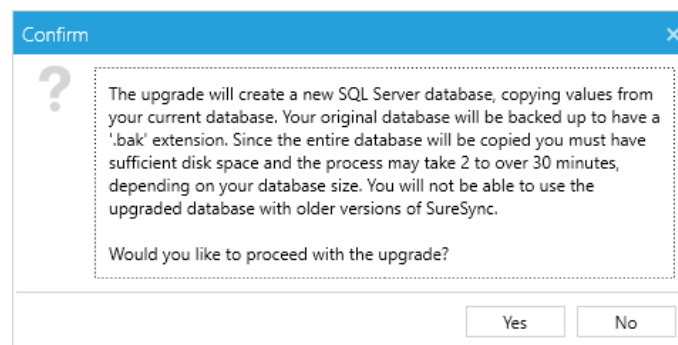 Confirm
?
The upgrade will create a new SQL Server database, copying values from
your current database. Your original database will be backed up to have a
'.bak' extension. Since the entire database will be copied you must have
sufficient disk space and the process may take 2 to over 30 minutes,
depending on your database size. You will not be able to use the
upgraded database with older versions of SureSync.
Would you like to proceed with the upgrade?
Yes
No